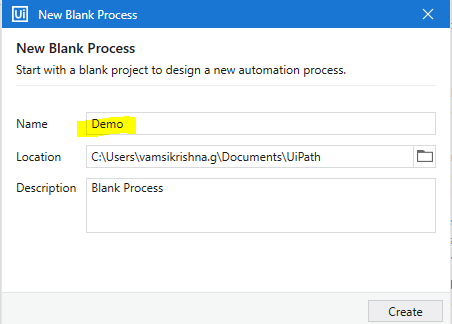 Ui New Blank Process
New Blank Process
Start with a blank project to design a new automation process.
Name Demo
Location C:\Users\vamsikrishna.g\Documents\UiPath
Description Blank Process
Create